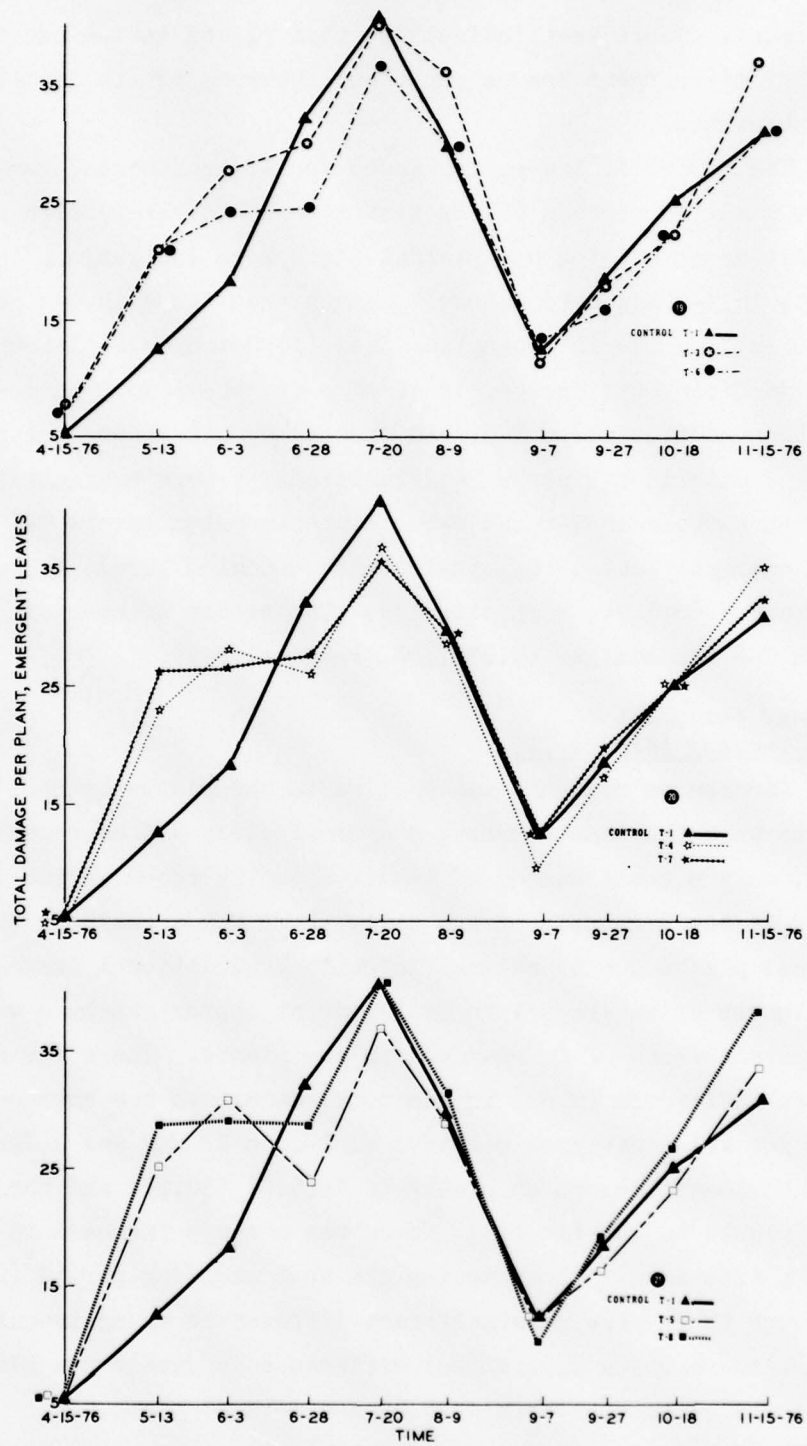 TOTAL DAMAGE PER PLANT, EMERGENT LEAVES
35
25
15
5
19
CONTROL T-1
T-3
T-6
4-15-76 5-13 6-3 6-28 7-20 8-9 9-7 9-27 10-18 11-15-76
35
25
15
5
20
CONTROL T-1
T-4
T-7
4-15-76 5-13 6-3 6-28 7-20 8-9 9-7 9-27 10-18 11-15-76
35
25
15
5
21
CONTROL T-1
T-5
T-8
4-15-76 5-13 6-3 6-28 7-20 8-9 9-7 9-27 10-18 11-15-76
TIME